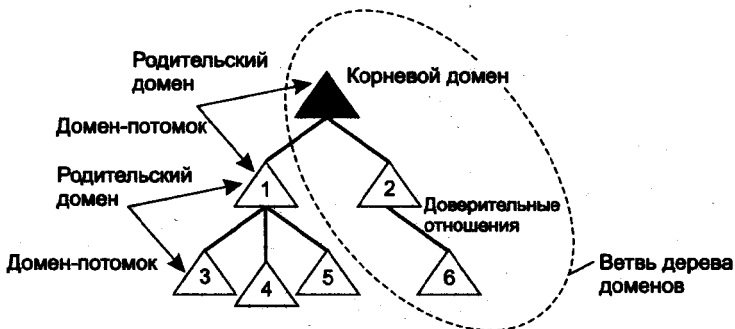 Родительский
домен
Корневой домен
Домен-потомок
Родительский
домен
1
2
Доверительные
отношения
Домен-потомок
3
4
5
6
Ветвь дерева
доменов